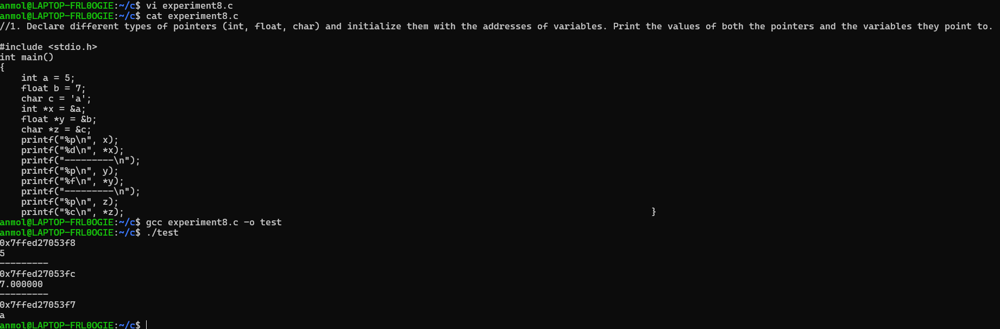 anmol@LAPTOP-FRL0OGIE:~/c$ vi experiment8.c
anmol@LAPTOP-FRL0OGIE:~/c$ cat experiment8.c
//1. Declare different types of pointers (int, float, char) and initialize them with the addresses of variables. Print the values of both the pointers and the variables they point to.

#include <stdio.h>
int main()
{
    int a = 5;
    float b = 7;
    char c = 'a';
    int *x = &a;
    float *y = &b;
    char *z = &c;
    printf("%p\n", x);
    printf("%d\n", *x);
    printf("---------\n");
    printf("%p\n", y);
    printf("%f\n", *y);
    printf("---------\n");
    printf("%p\n", z);
    printf("%c\n", *z);                                                                                                 }
anmol@LAPTOP-FRL0OGIE:~/c$ gcc experiment8.c -o test
anmol@LAPTOP-FRL0OGIE:~/c$ ./test
0x7ffed27053f8
5
---------
0x7ffed27053fc
7.000000
---------
0x7ffed27053f7
a
anmol@LAPTOP-FRL0OGIE:~/c$